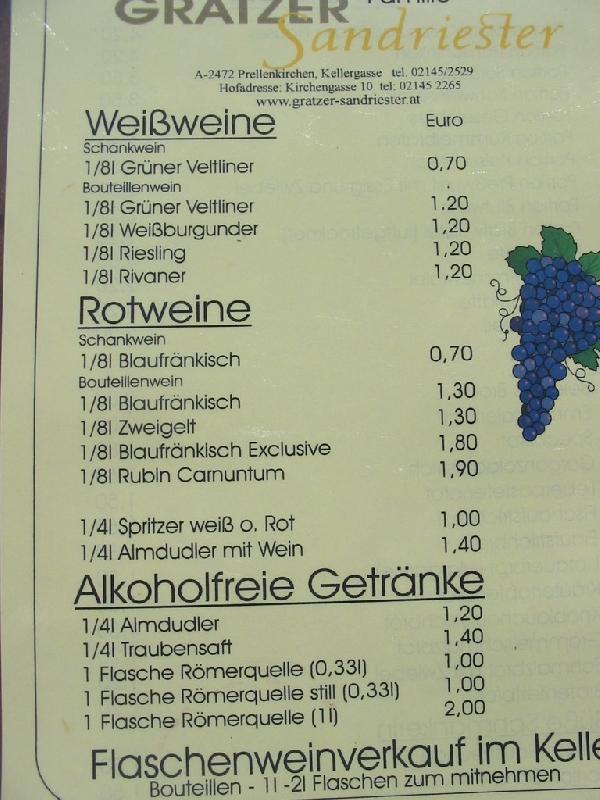 GRATZER Familie
Sandriester
A-2472 Prellenkirchen, Kellergasse tel. 02145/2529
Hofadresse: Kirchengasse 10 tel: 02145 2265
www.gratzer-sandriester.at
Weißweine Euro
Schankwein
1/8l Grüner Veltliner 0,70
Bouteillenwein
1/8l Grüner Veltliner 1,20
1/8l Weißburgunder 1,20
1/8l Riesling 1,20
1/8l Rivaner 1,20
Rotweine
Schankwein
1/8l Blaufränkisch 0,70
Bouteillenwein
1/8l Blaufränkisch 1,30
1/8l Zweigelt 1,30
1/8l Blaufränkisch Exclusive 1,80
1/8l Rubin Carnuntum 1,90
1/4l Spritzer weiß o. Rot 1,00
1/4l Almdudler mit Wein 1,40
Alkoholfreie Getränke
1/4l Almdudler 1,20
1/4l Traubensaft 1,40
1 Flasche Römerquelle (0,33l) 1,00
1 Flasche Römerquelle still (0,33l) 1,00
1 Flasche Römerquelle (1l) 2,00
Flaschenweinverkauf im Kelle
Bouteillen - 1l -2l Flaschen zum mitnehmen